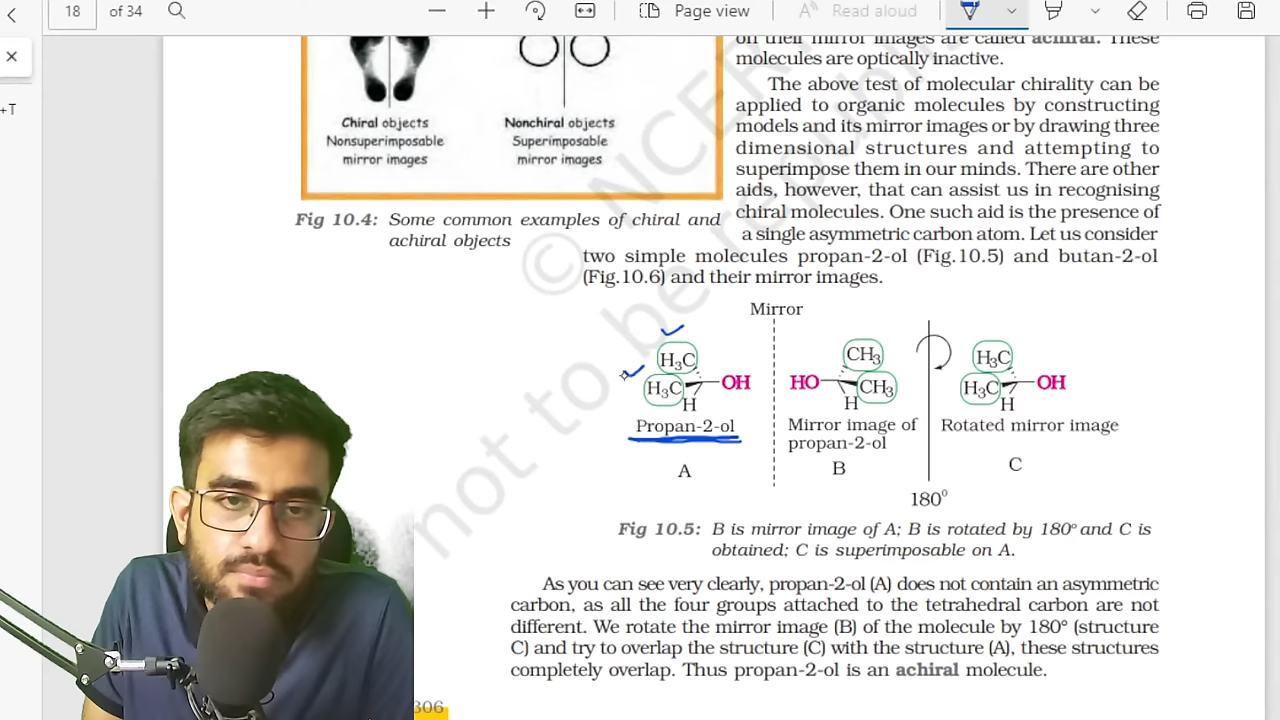 18 of 34
Page view
Read aloud
+T
on their mirror images are called achiral. These
molecules are optically inactive.
The above test of molecular chirality can be
applied to organic molecules by constructing
models and its mirror images or by drawing three
dimensional structures and attempting to
superimpose them in our minds. There are other
aids, however, that can assist us in recognising
chiral molecules. One such aid is the presence of
a single asymmetric carbon atom. Let us consider
two simple molecules propan-2-ol (Fig.10.5) and butan-2-ol
(Fig.10.6) and their mirror images.
Chiral objects
Nonsuperimposable
mirror images
Nonchiral objects
Superimposable
mirror images
Fig 10.4: Some common examples of chiral and
achiral objects
Mirror
H₃C
H₃C
OH
H
Propan-2-ol
A
CH₃
HO
CH₃
H
Mirror image of
propan-2-ol
B
H₃C
H₃C
OH
H
Rotated mirror image
C
180°
Fig 10.5: B is mirror image of A; B is rotated by 180° and C is
obtained; C is superimposable on A.
As you can see very clearly, propan-2-ol (A) does not contain an asymmetric
carbon, as all the four groups attached to the tetrahedral carbon are not
different. We rotate the mirror image (B) of the molecule by 180° (structure
C) and try to overlap the structure (C) with the structure (A), these structures
completely overlap. Thus propan-2-ol is an achiral molecule.
306
© NCER
not to be republis